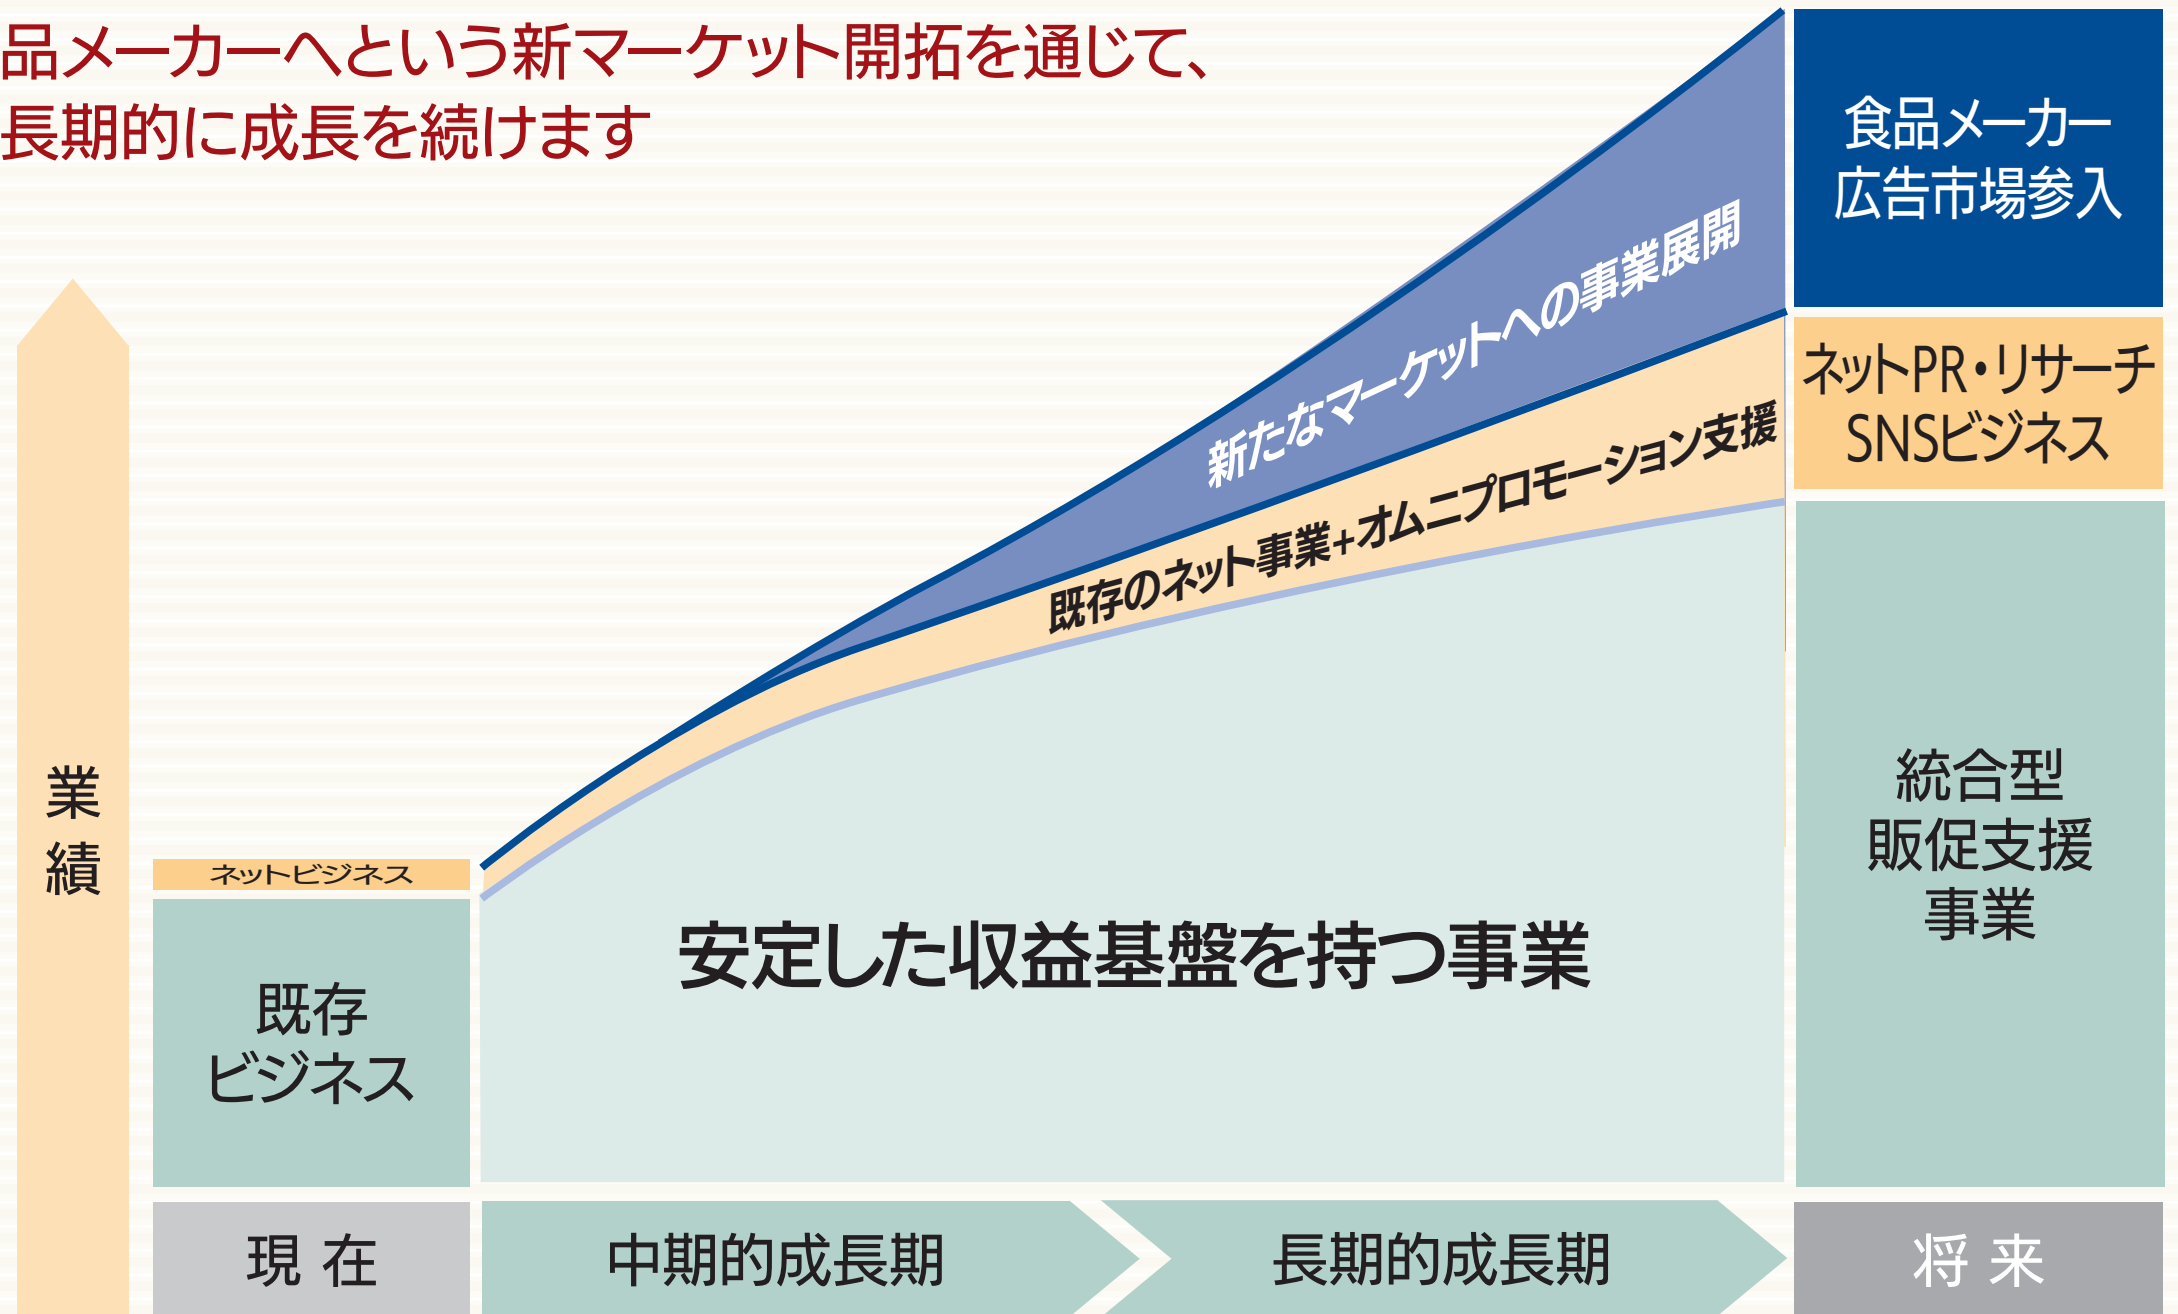 品メーカーへという新マーケット開拓を通じて、
長期的に成長を続けます
食品メーカー
広告市場参入
新たなマーケットへの事業展開
ネットPR・リサーチ
SNSビジネス
既存のネット事業+オムニプロモーション支援
業績
統合型
販促支援
事業
ネットビジネス
既存
ビジネス
安定した収益基盤を持つ事業
現在
中期的成長期
長期的成長期
将来